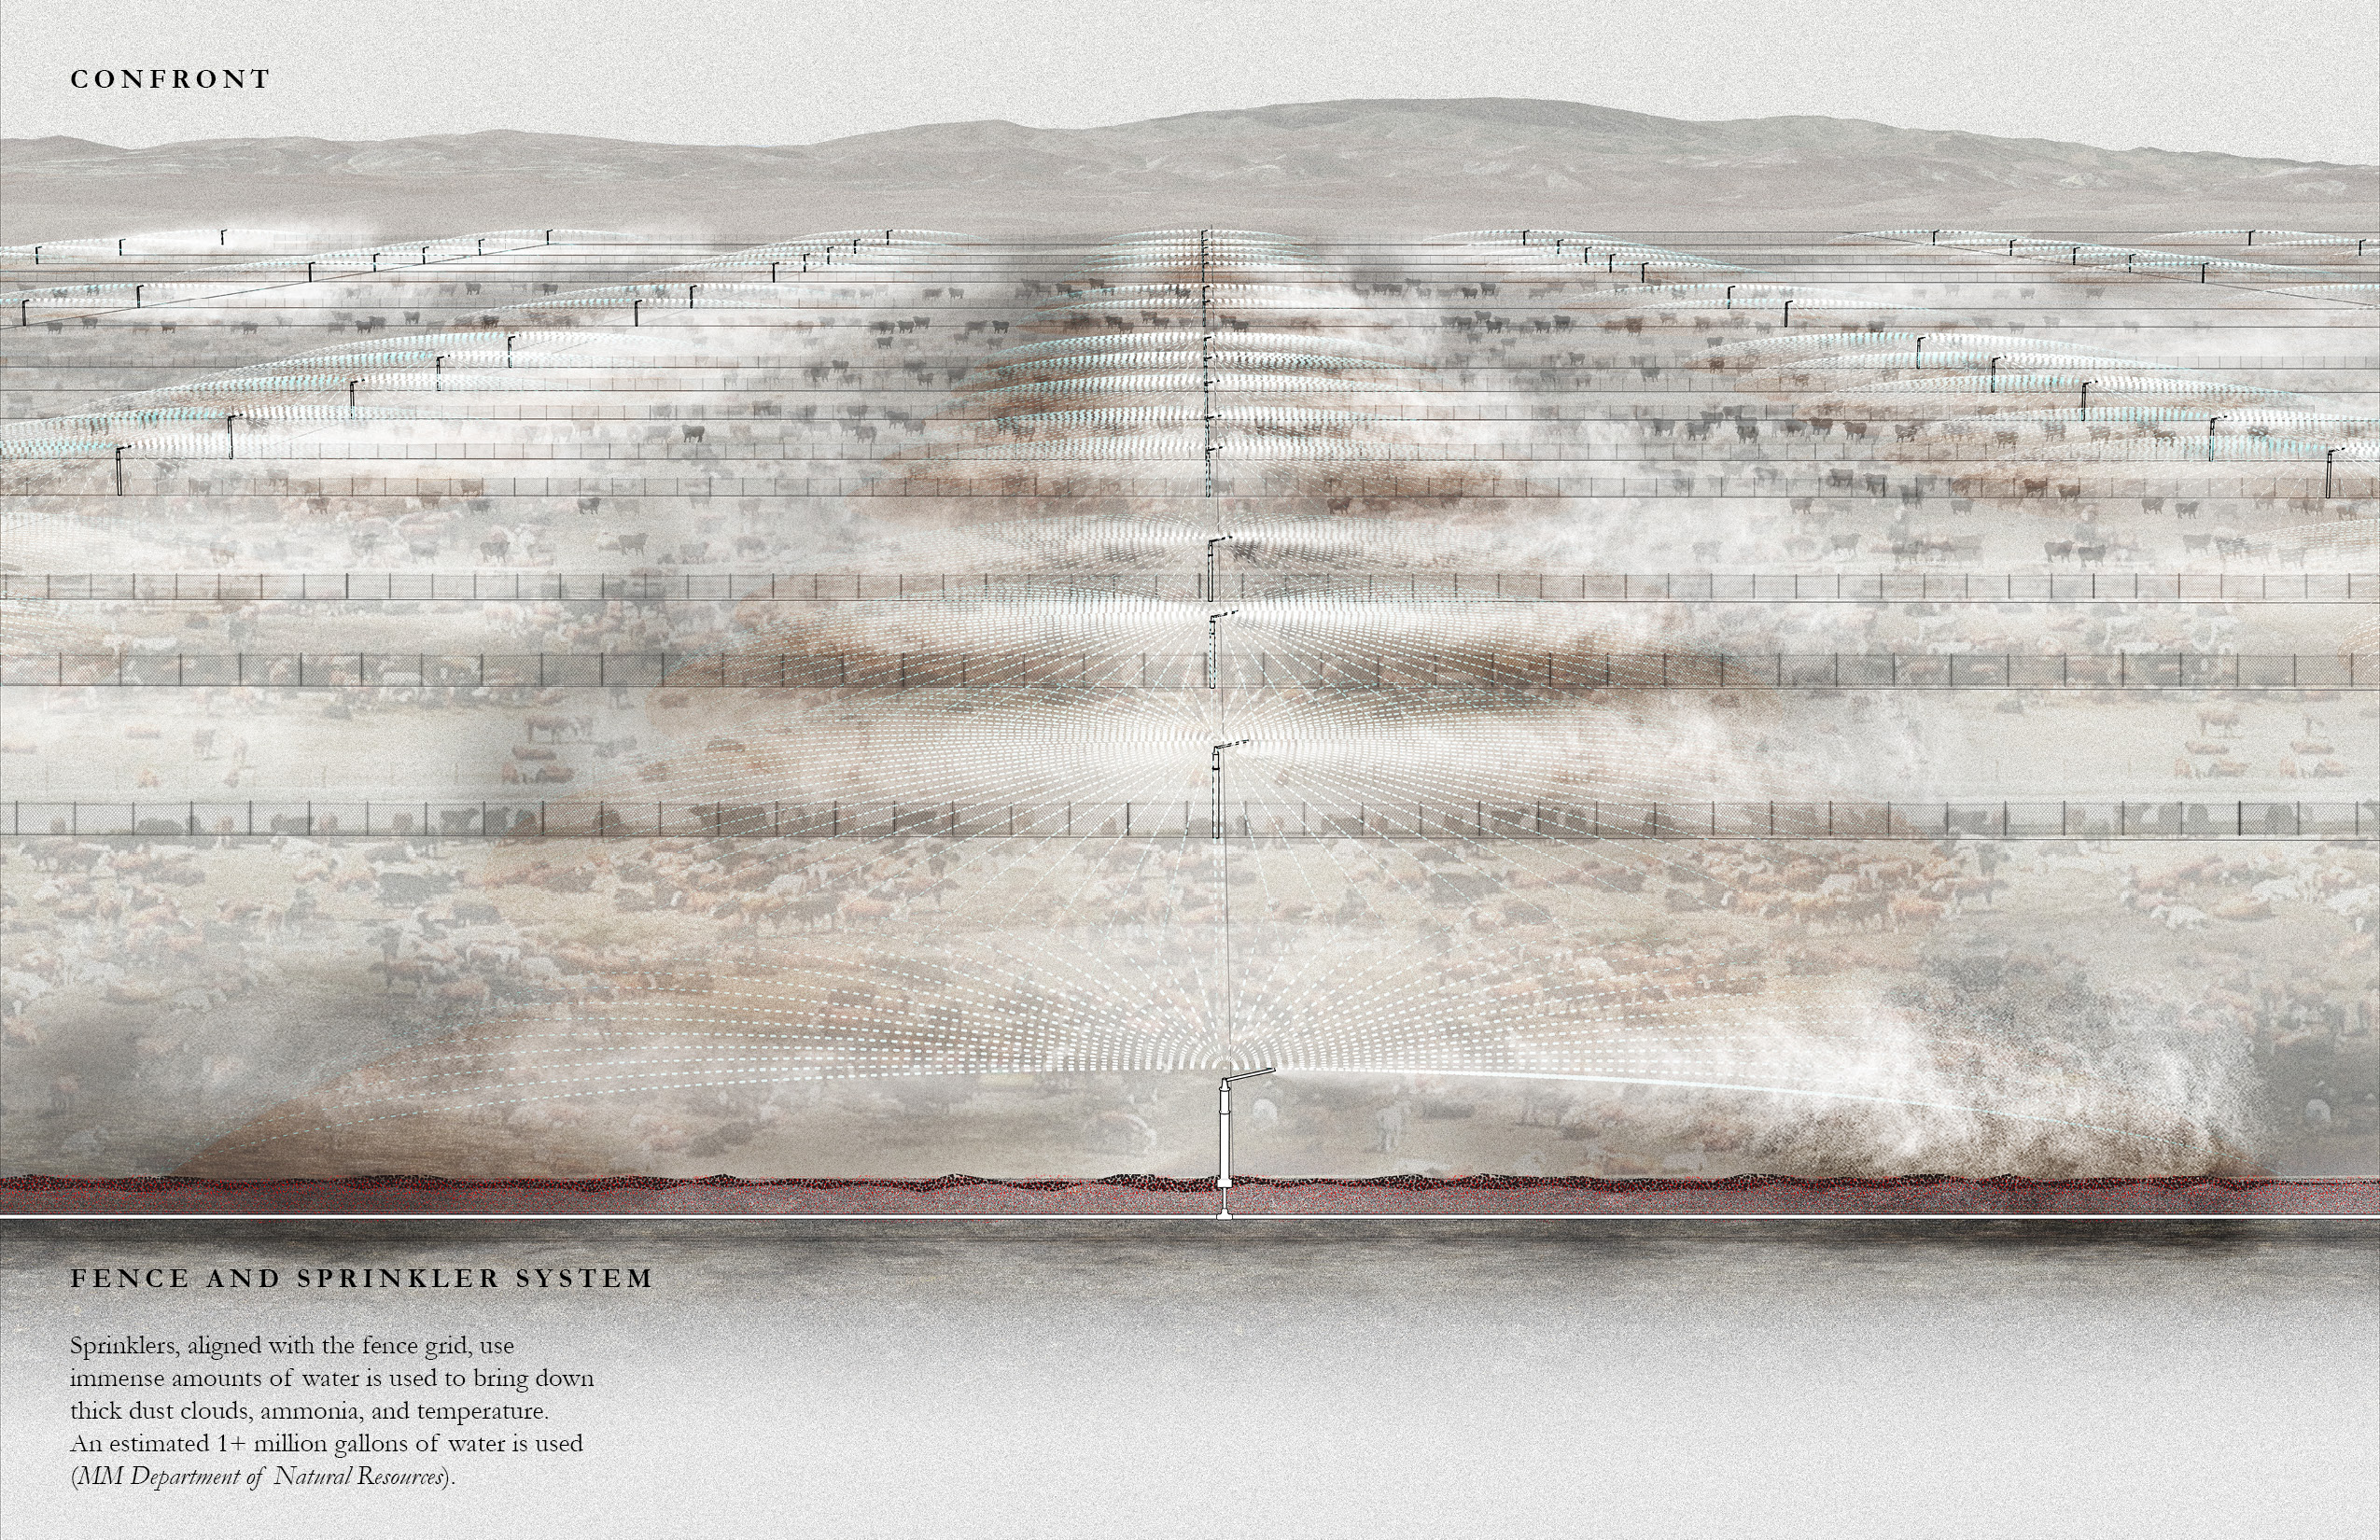 CONFRONT
FENCE AND SPRINKLER SYSTEM
Sprinklers, aligned with the fence grid, use
immense amounts of water is used to bring down
thick dust clouds, ammonia, and temperature.
An estimated 1+ million gallons of water is used
(MM Department of Natural Resources).